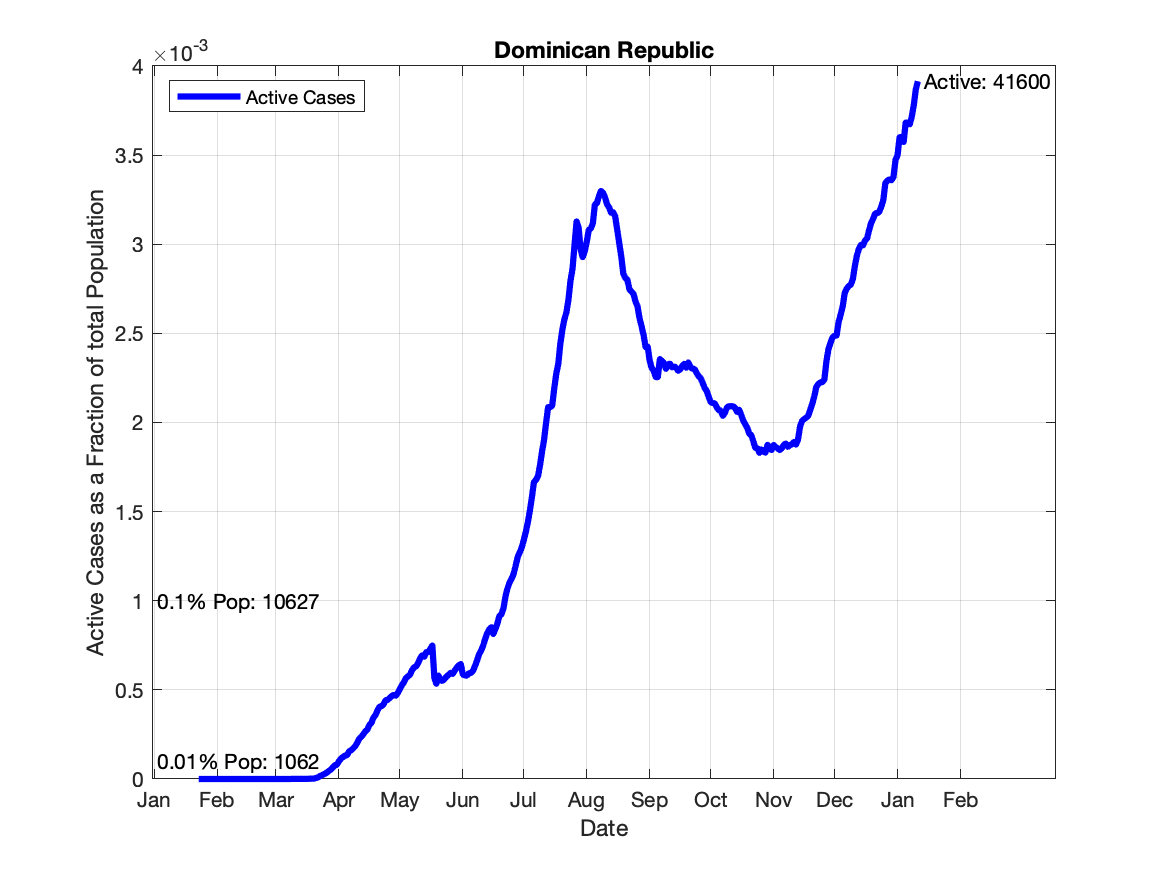 Dominican Republic
×10-3
Active Cases
Active: 41600
4
3.5
3
2.5
2
1.5
1
0.5
0
0.1% Pop: 10627
0.01% Pop: 1062
Active Cases as a Fraction of total Population
Jan Feb Mar Apr May Jun Jul Aug Sep Oct Nov Dec Jan Feb
Date